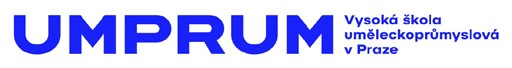 UMPRUM
Vysoká škola
uměleckoprůmyslová
v Praze